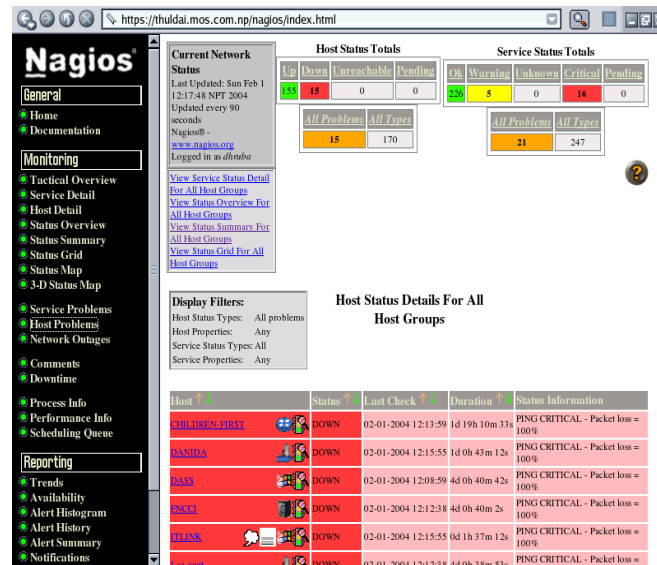 https://thuldai.mos.com.np/nagios/index.html
Nagios®
General
Home
Documentation
Monitoring
Tactical Overview
Service Detail
Host Detail
Status Overview
Status Summary
Status Grid
Status Map
3-D Status Map
Service Problems
Host Problems
Network Outages
Comments
Downtime
Process Info
Performance Info
Scheduling Queue
Reporting
Trends
Availability
Alert Histogram
Alert History
Alert Summary
Notifications
Current Network
Status
Last Updated: Sun Feb 1
12:17:48 NPT 2004
Updated every 90
seconds
Nagios® -
www.nagios.org
Logged in as dhruba
View Service Status Detail
For All Host Groups
View Status Overview For
All Host Groups
View Status Summary For
All Host Groups
View Status Grid For All
Host Groups
Host Status Totals
Up Down Unreachable Pending
155 15 0 0
All Problems All Types
15 170
Service Status Totals
Ok Warning Unknown Critical Pending
226 5 0 16 0
All Problems All Types
21 247
?
Display Filters:
Host Status Types: All problems
Host Properties: Any
Service Status Types: All
Service Properties: Any
Host Status Details For All
Host Groups
Host Status Last Check Duration Status Information
CHILDREN-FIRST DOWN 02-01-2004 12:13:59 1d 19h 10m 33s PING CRITICAL - Packet loss =
100%
DANIDA DOWN 02-01-2004 12:15:55 1d 0h 43m 12s PING CRITICAL - Packet loss =
100%
DASS DOWN 02-01-2004 12:08:59 4d 0h 40m 42s PING CRITICAL - Packet loss =
100%
FNCCI DOWN 02-01-2004 12:12:38 4d 0h 40m 2s PING CRITICAL - Packet loss =
100%
ITLINK DOWN 02-01-2004 12:15:55 0d 1h 37m 12s PING CRITICAL - Packet loss =
100%
DOWN 02-01-2004 12:12:38 4d 0h 38m 53s PING CRITICAL - Packet loss =